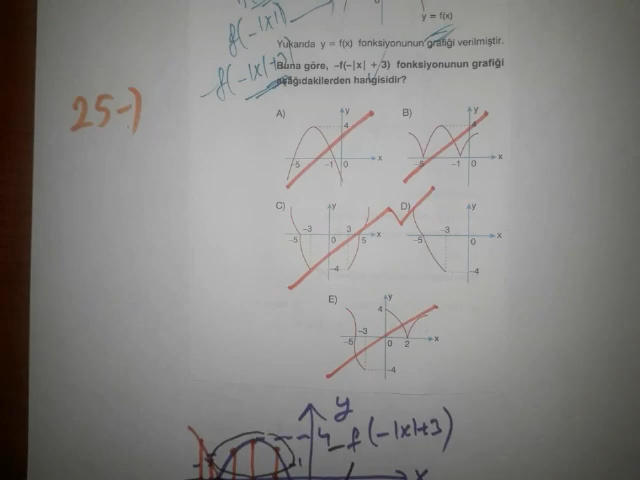 0
y = f(x)
f(-|x|)
Yukarıda y = f(x) fonksiyonunun grafiği verilmiştir.
-f(-|x|+3)
Buna göre, -f(-|x| + 3) fonksiyonunun grafiği
aşağıdakilerden hangisidir?
25-)
A) y 4 -5 -1 0 x
B) y 4 -5 -1 0 x
C) y -5 -3 0 3 5 x -4
D) y -5 -3 0 x -4
E) y 4 -3 -5 0 2 x -4
y
4 -f(-|x|+3)
x